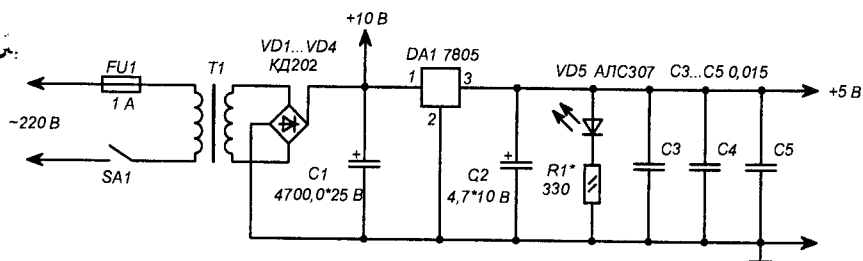 +10 В
VD1...VD4
КД202
DA1 7805
1
3
2
VD5 АЛС307
C3...C5 0,015
+5 В
FU1
1 A
T1
~220 В
SA1
C1
4700,0*25 В
+
C2
4,7*10 В
+
R1*
330
C3
C4
C5